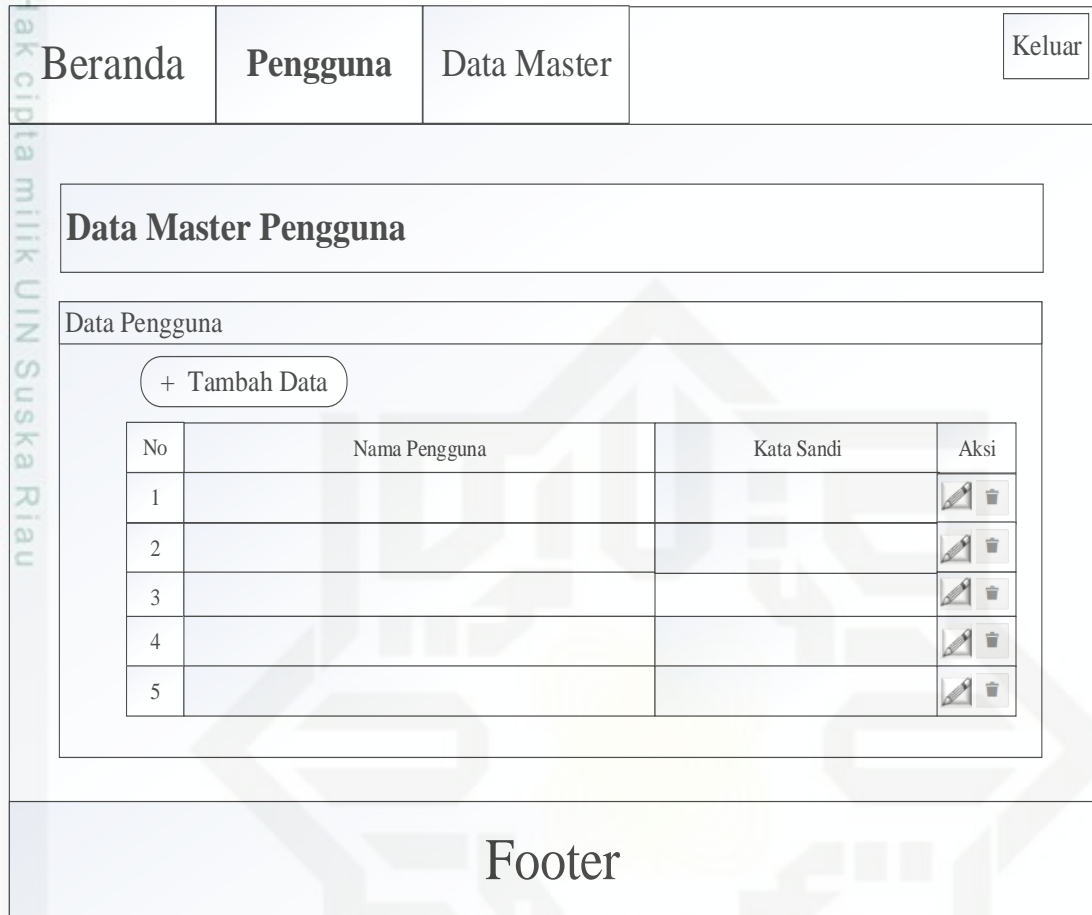 Hak cipta milik UIN Suska Riau
Beranda
Pengguna
Data Master
Keluar
Data Master Pengguna
Data Pengguna
+ Tambah Data
No Nama Pengguna Kata Sandi Aksi
1
2
3
4
5
Footer